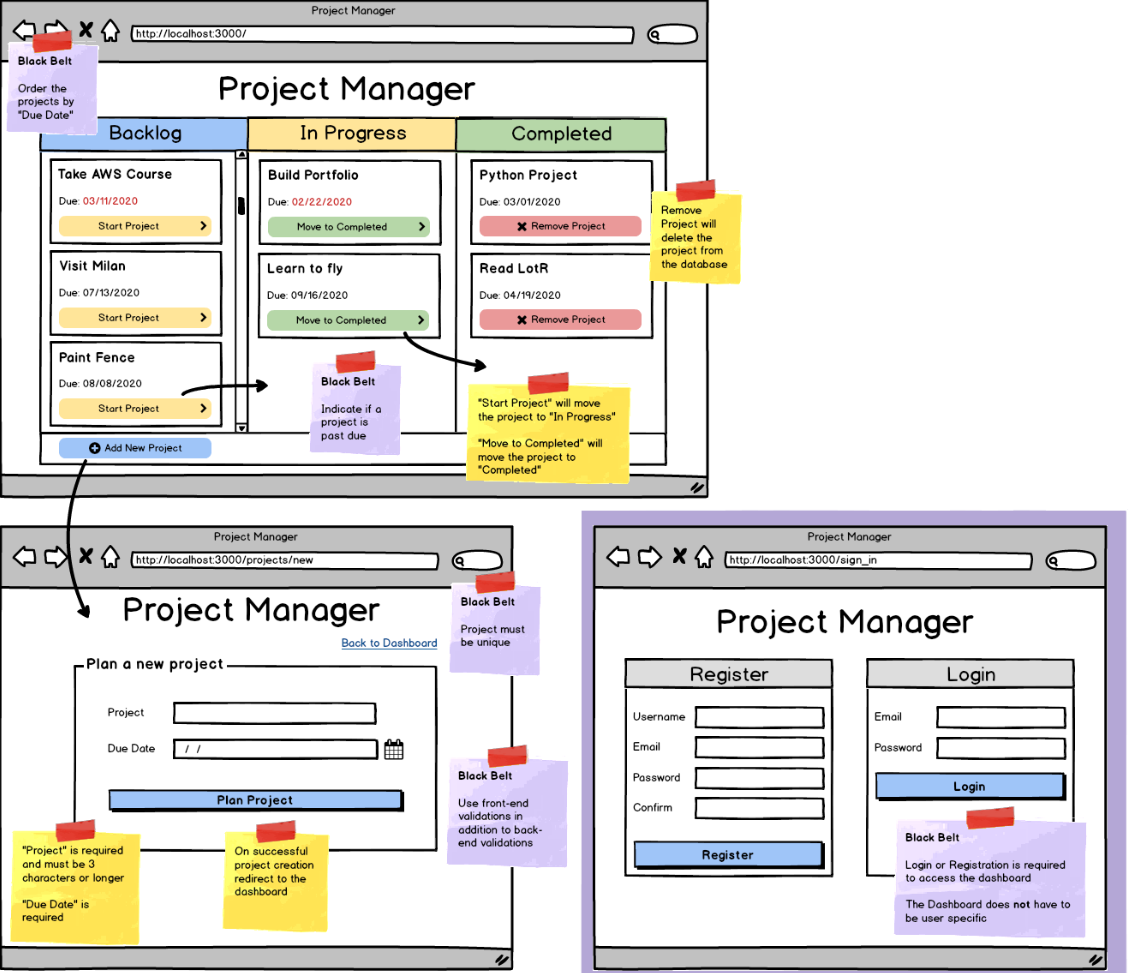 Project Manager
http://localhost:3000/
Black Belt
Order the
projects by
"Due Date"
Project Manager
Backlog
In Progress
Completed
Take AWS Course
Due: 03/11/2020
Start Project
Visit Milan
Due: 07/13/2020
Start Project
Paint Fence
Due: 08/08/2020
Start Project
Add New Project
Build Portfolio
Due: 02/22/2020
Move to Completed
Learn to fly
Due: 09/16/2020
Move to Completed
Black Belt
Indicate if a
project is
past due
Python Project
Due: 03/01/2020
Remove Project
Read LotR
Due: 04/19/2020
Remove Project
Remove
Project will
delete the
project from
the database
"Start Project" will move
the project to "In Progress"
"Move to Completed" will
move the project to
"Completed"
Project Manager
http://localhost:3000/projects/new
Project Manager
Back to Dashboard
Plan a new project
Project
Due Date
/ /
Plan Project
Black Belt
Project must
be unique
Black Belt
Use front-end
validations in
addition to back-
end validations
"Project" is required
and must be 3
characters or longer
"Due Date" is
required
On successful
project creation
redirect to the
dashboard
Project Manager
http://localhost:3000/sign_in
Project Manager
Register
Username
Email
Password
Confirm
Register
Login
Email
Password
Login
Black Belt
Login or Registration is required
to access the dashboard
The Dashboard does not have to
be user specific